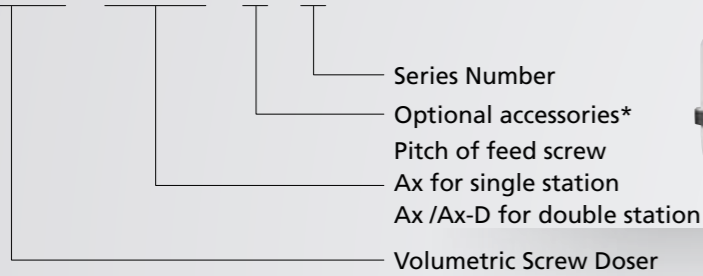 Series Number
Optional accessories*
Pitch of feed screw
Ax for single station
Ax /Ax-D for double station
Volumetric Screw Doser